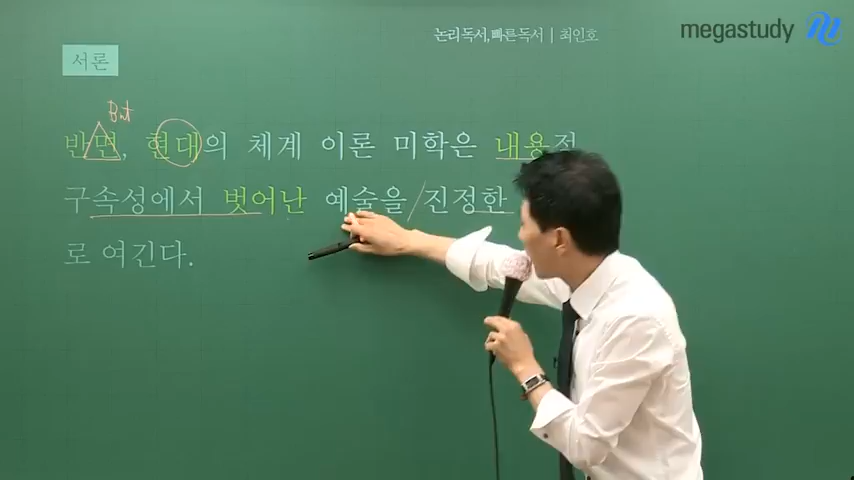 논리독서, 빠른독서 | 최인호
megastudy
서론
But
반면, 현대의 체계 이론 미학은 내용적
구속성에서 벗어난 예술을 / 진정한
로 여긴다.